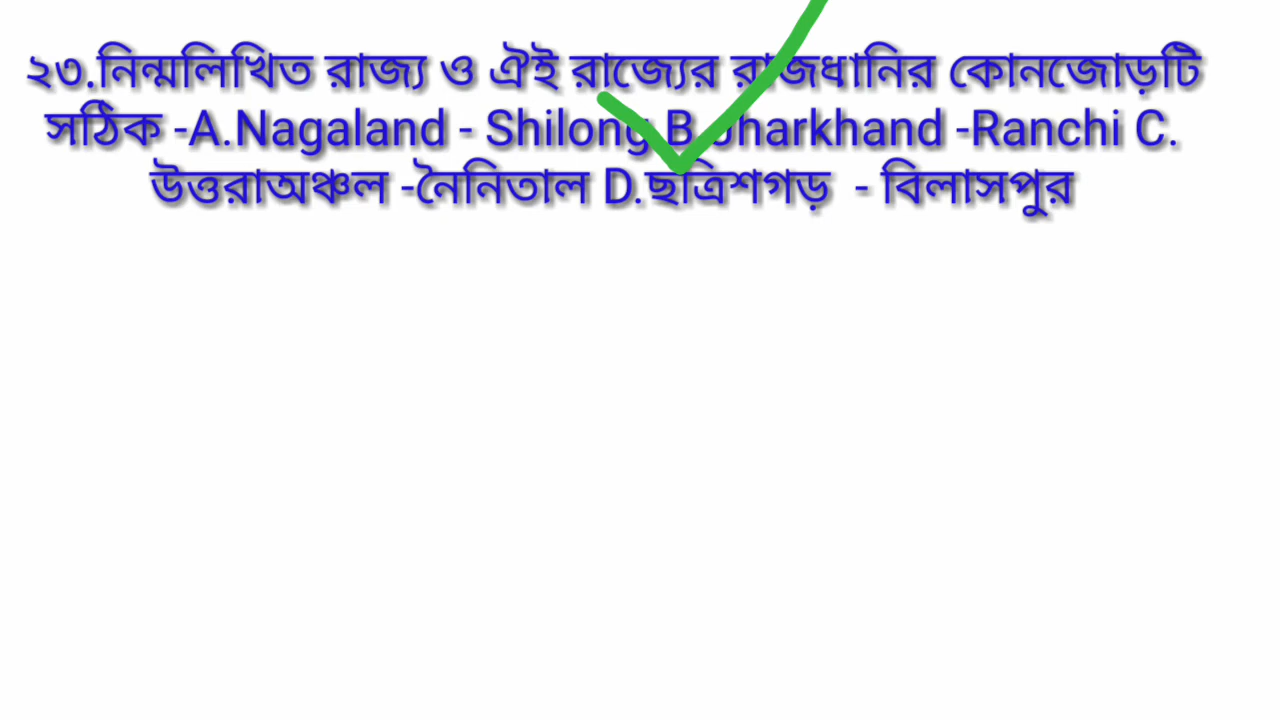 ২৩.নিন্মলিখিত রাজ্য ও ঐই রাজ্যের রাজধানির কোনজোড়টি
সঠিক -A.Nagaland - Shilong B.Jharkhand -Ranchi C.
উত্তরাঅঞ্চল -নৈনিতাল D.ছত্রিশগড় - বিলাসপুর